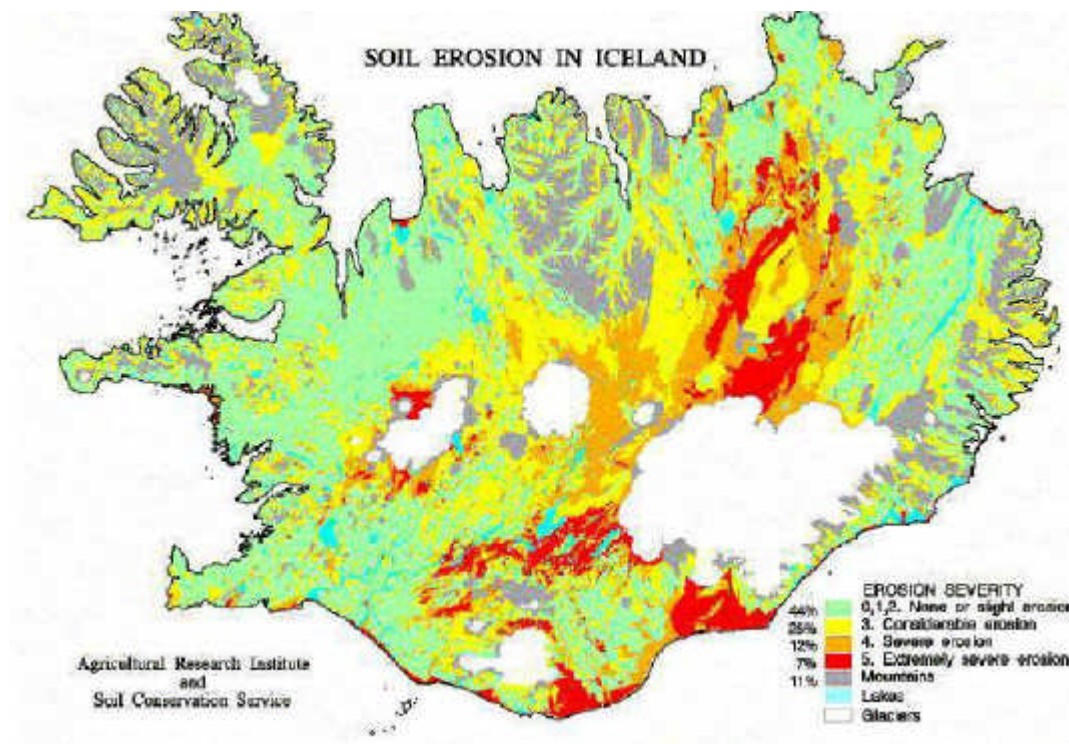 SOIL EROSION IN ICELAND
EROSION SEVERITY
44% 0,1,2. None or slight erosion
26% 3. Considerable erosion
12% 4. Severe erosion
7% 5. Extremely severe erosion
11% Mountains
Lakes
Glaciers
Agricultural Research Institute
and
Soil Conservation Service